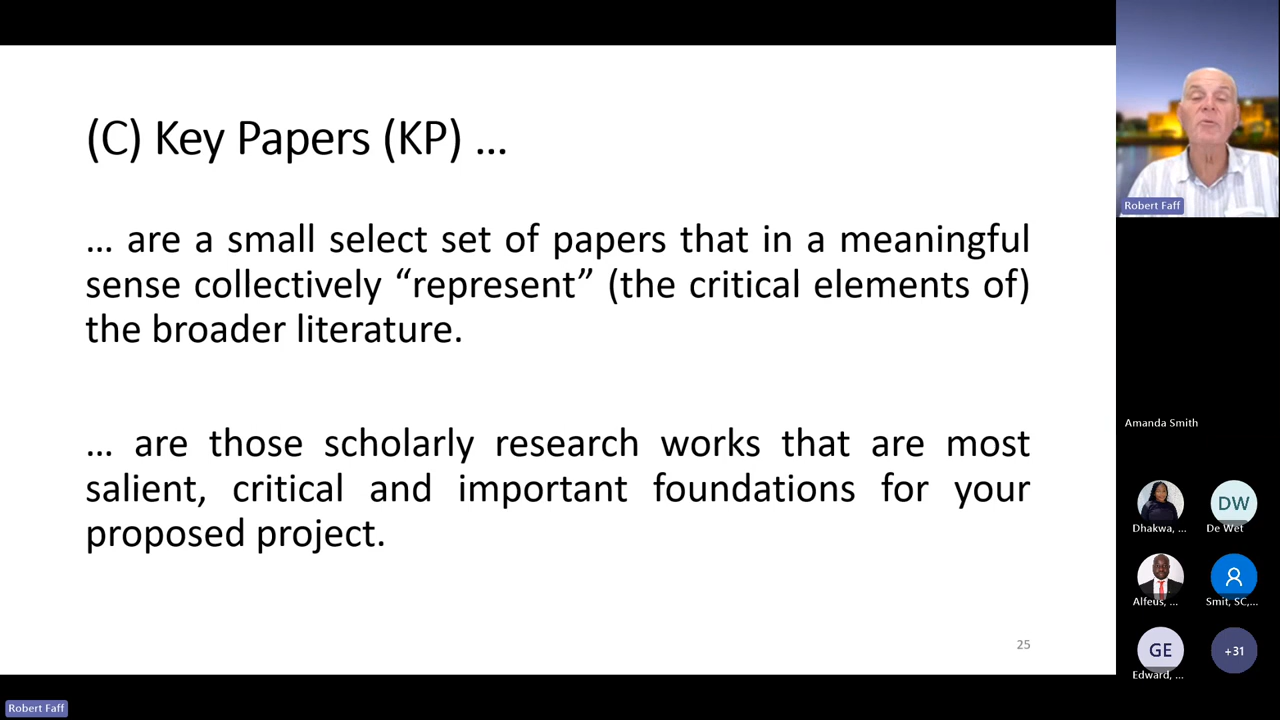 (C) Key Papers (KP) …
… are a small select set of papers that in a meaningful
sense collectively “represent” (the critical elements of)
the broader literature.
… are those scholarly research works that are most
salient, critical and important foundations for your
proposed project.
25
Robert Faff
Amanda Smith
Dhakwa, ...
DW
De Wet
Alfeus, ...
Smit, SC,...
GE
Edward, ...
+31
Robert Faff